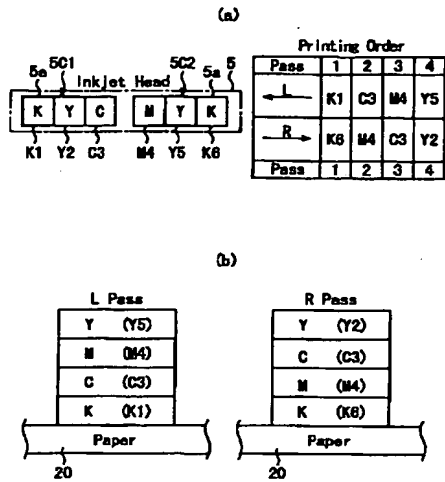 (a)
5a 5C1 5C2 5a 5
Inkjet Head
K Y C M Y K
K1 Y2 C3 M4 Y5 K6
Printing Order
Pass 1 2 3 4
L K1 C3 M4 Y5
R K6 M4 C3 Y2
Pass 1 2 3 4
(b)
L Pass
Y (Y5)
M (M4)
C (C3)
K (K1)
Paper
20
R Pass
Y (Y2)
C (C3)
M (M4)
K (K6)
Paper
20